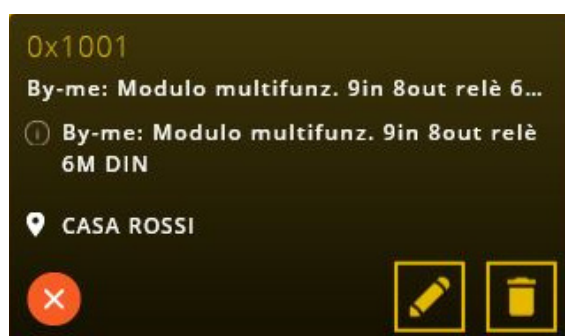 0x1001
By-me: Modulo multifunz. 9in 8out relè 6...
By-me: Modulo multifunz. 9in 8out relè
6M DIN
CASA ROSSI